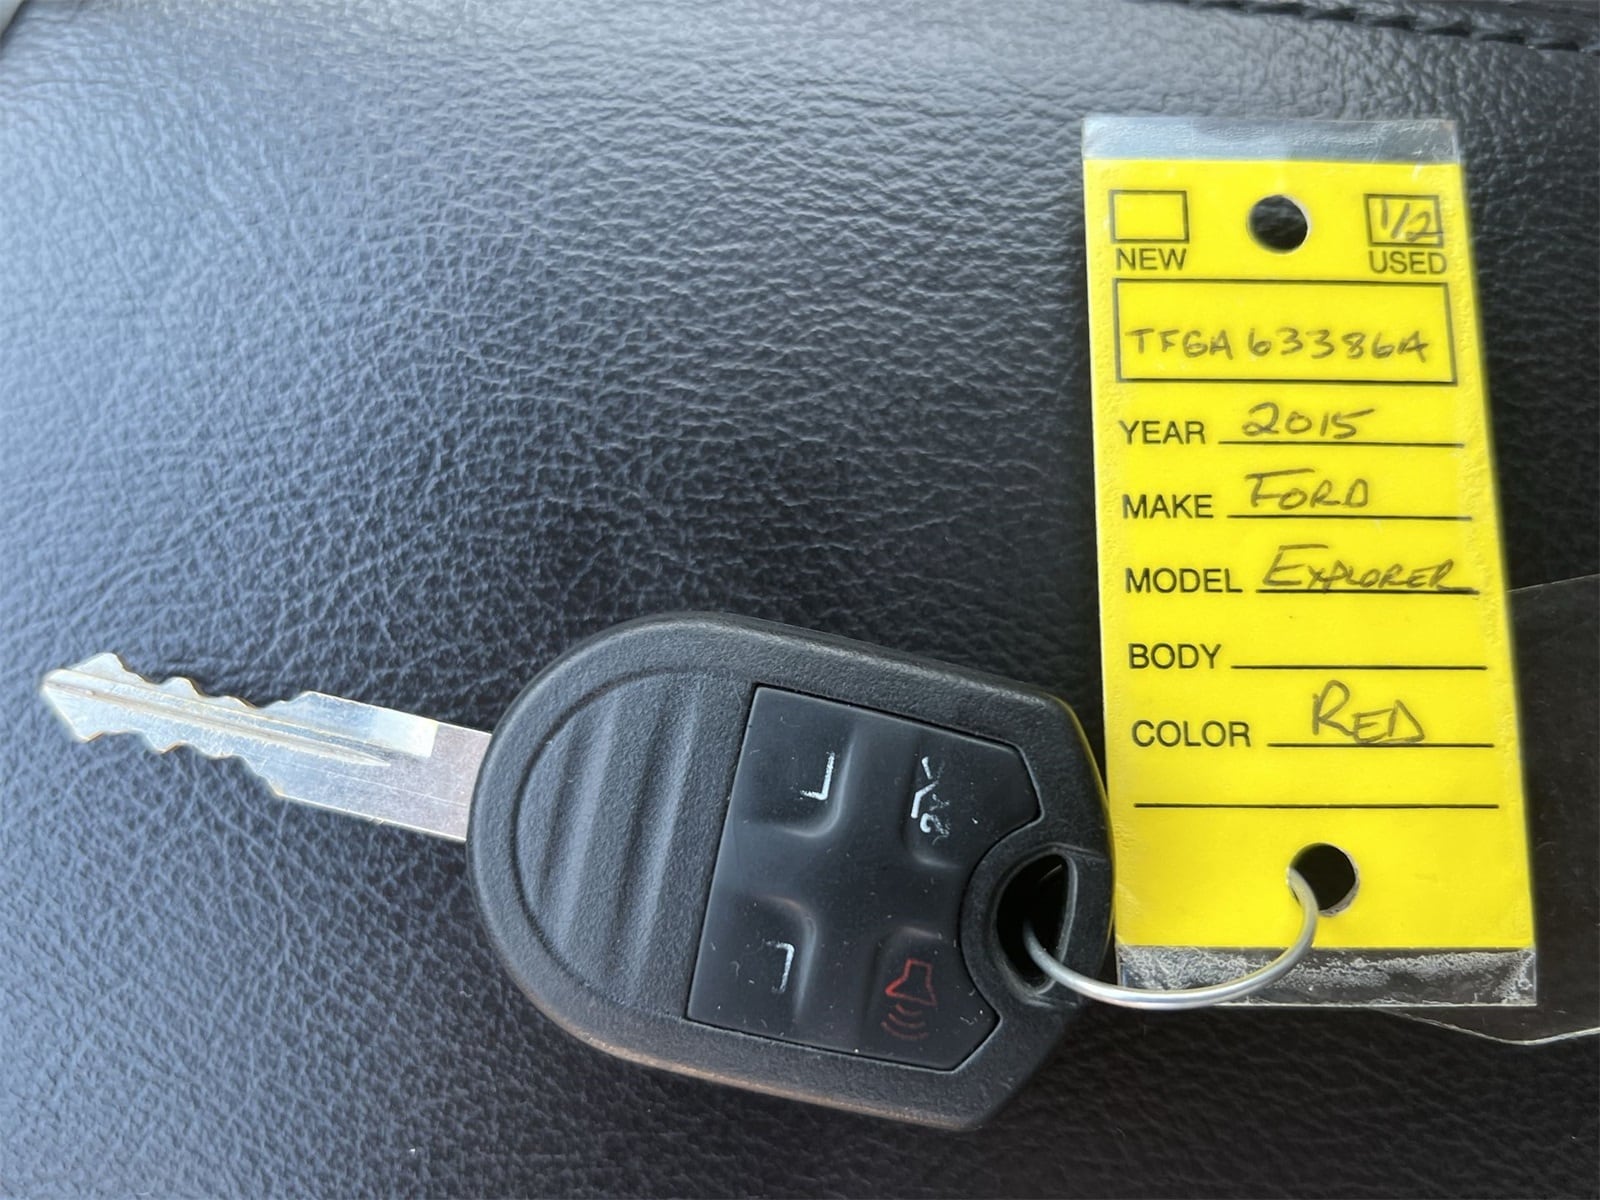 1/2
NEW USED
TFGA63386A
YEAR 2015
MAKE FORD
MODEL EXPLORER
BODY
COLOR RED